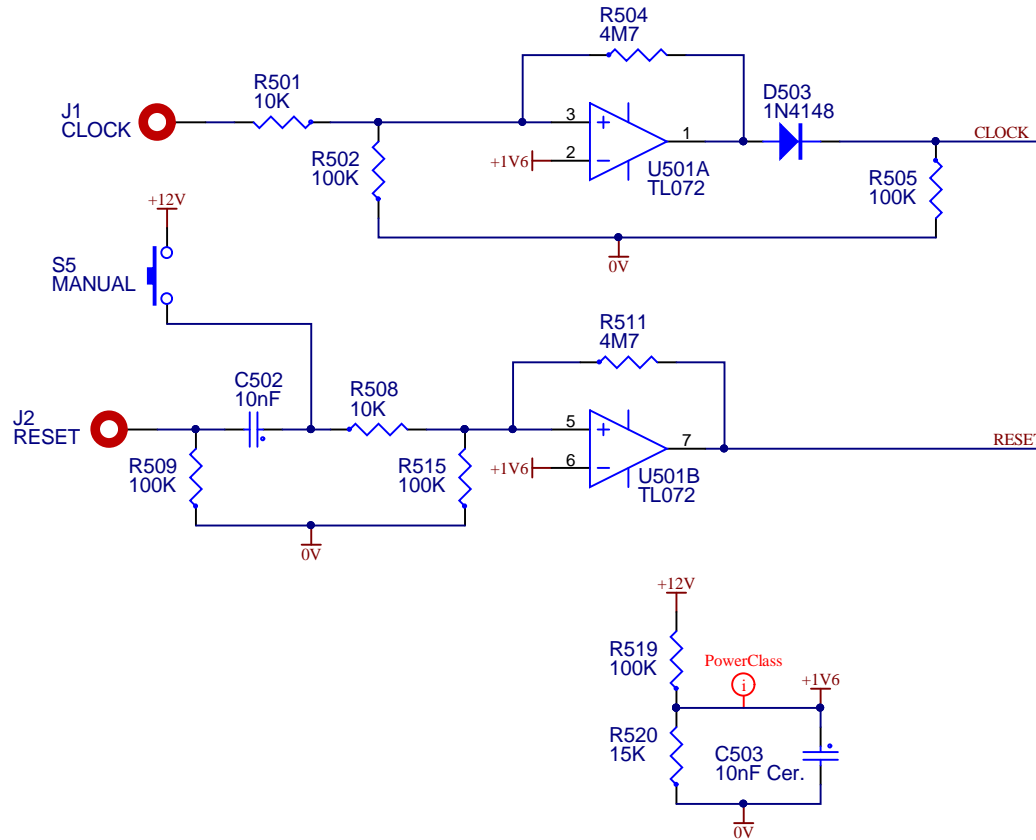 R504
4M7
R501
10K
J1
CLOCK
D503
1N4148
3
+
1
CLOCK
R502
100K
+1V6
2
−
U501A
TL072
R505
100K
+12V
0V
S5
MANUAL
R511
4M7
C502
10nF
R508
10K
J2
RESET
5
+
7
RESET
R509
100K
R515
100K
+1V6
6
−
U501B
TL072
0V
+12V
R519
100K
PowerClass
i
+1V6
R520
15K
C503
10nF Cer.
0V